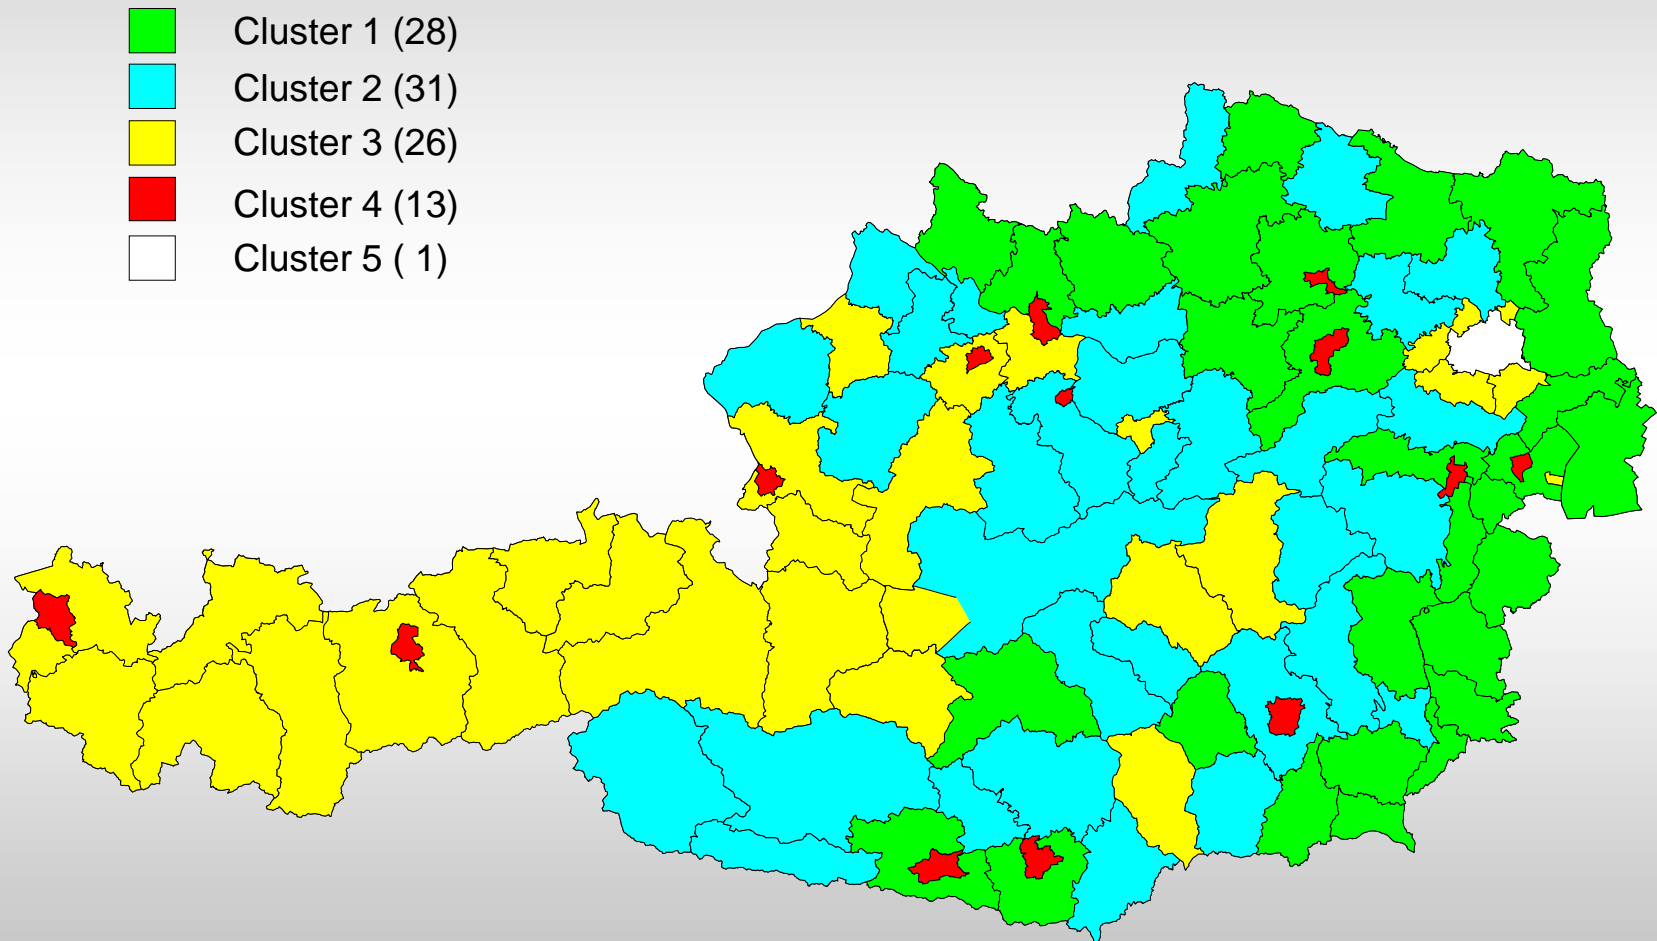 Cluster 1 (28)
Cluster 2 (31)
Cluster 3 (26)
Cluster 4 (13)
Cluster 5 ( 1)